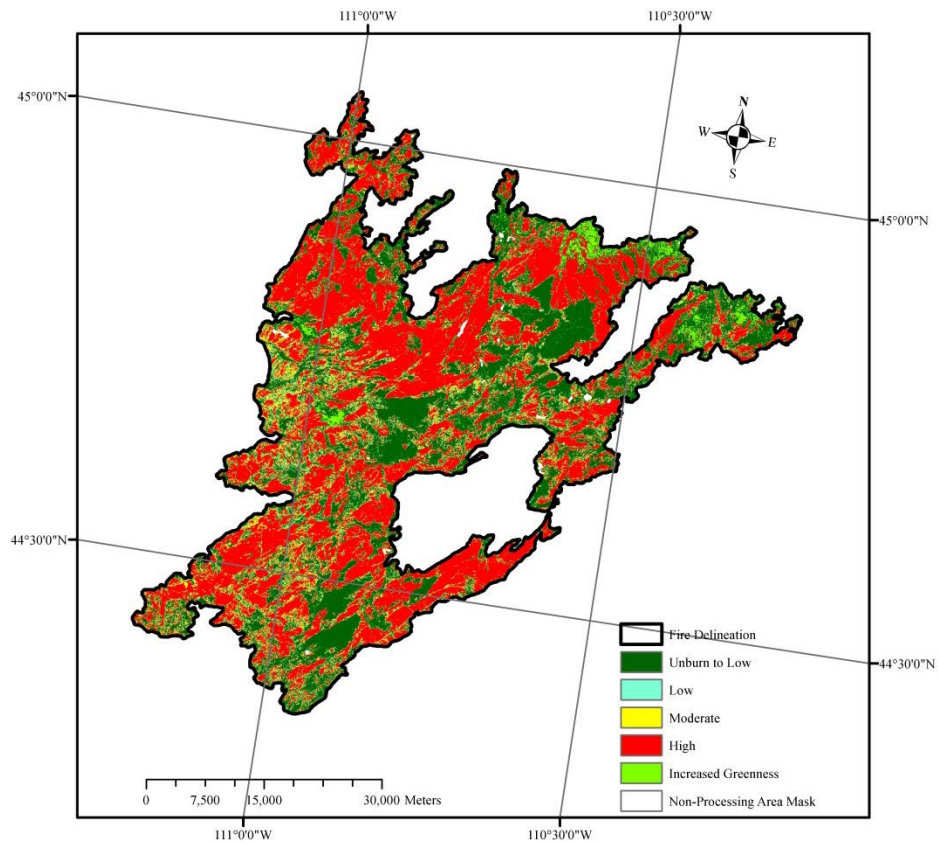 111°0'0"W
110°30'0"W
45°0'0"N
N
W
E
S
45°0'0"N
44°30'0"N
Fire Delineation
Unburn to Low
44°30'0"N
Low
Moderate
High
Increased Greenness
Non-Processing Area Mask
0 7,500 15,000 30,000 Meters
111°0'0"W
110°30'0"W